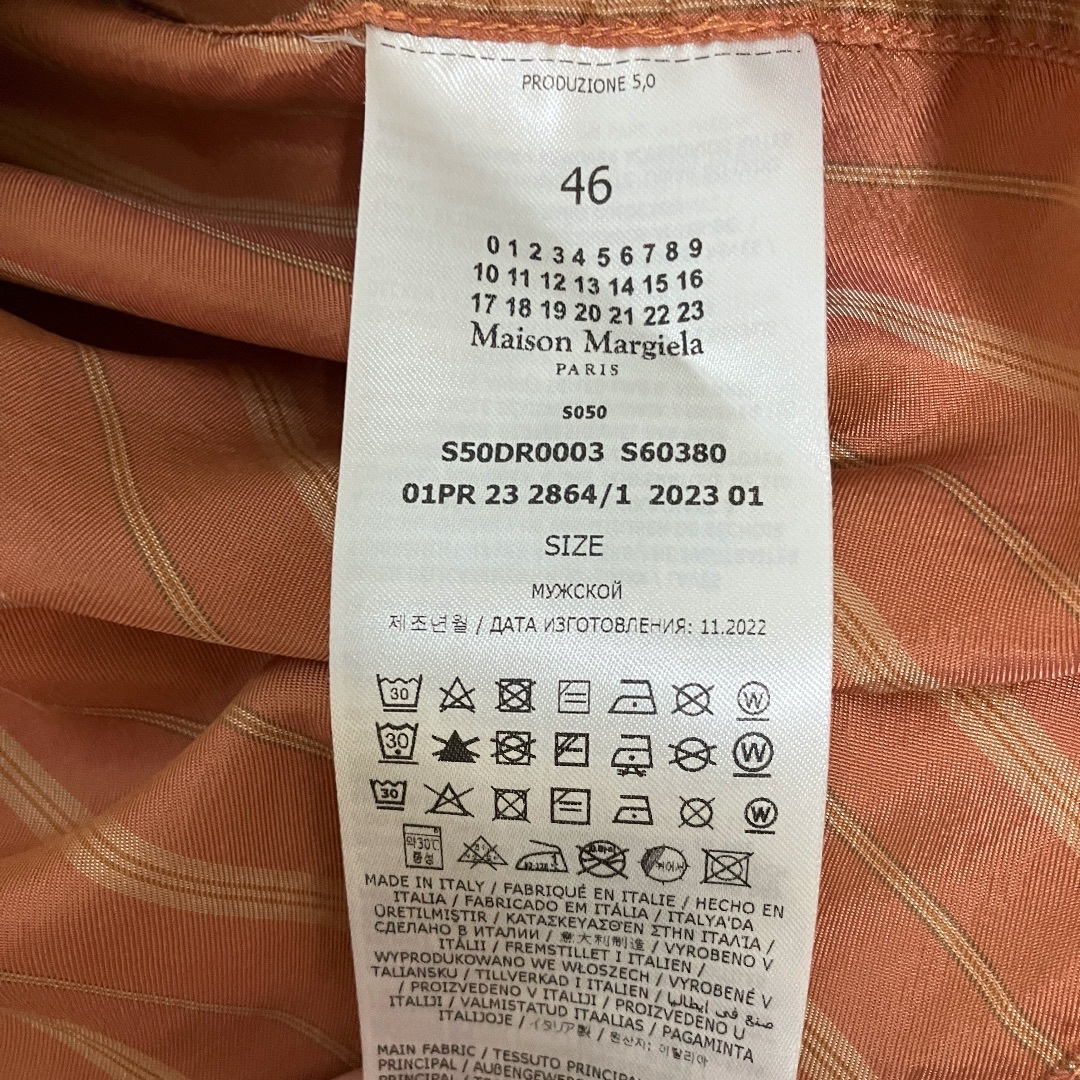 PRODUZIONE 5,0
46
0 1 2 3 4 5 6 7 8 9
10 11 12 13 14 15 16
17 18 19 20 21 22 23
Maison Margiela
PARIS
S050
S50DR0003 S60380
01PR 23 2864/1 2023 01
SIZE
МУЖСКОЙ
제조년월 / ДАТА ИЗГОТОВЛЕНИЯ: 11.2022
30 W
30 W
30 W
약30℃
중성
MADE IN ITALY / FABRIQUÉ EN ITALIE / HECHO EN
ITALIA / FABRICADO EM ITÁLIA / ITALYA'DA
ÜRETILMIŞTIR / ΚΑΤΑΣΚΕΥΑΣΘΕΝ ΣΤΗΝ ΙΤΑΛΊΑ /
СДЕЛАНО В ИТАЛИИ / 意大利制造 / VYROBENO V
ITÁLII / FREMSTILLET I ITALIEN /
WYPRODUKOWANO WE WŁOSZECH / VYROBENÉ V
TALIANSKU / TILLVERKAD I ITALIEN / صنع في ايطاليا
/ PROIZVEDENO V ITALIJI / PROIZVEDENO U
ITALIJI / VALMISTATUD ITAALIAS / PAGAMINTA
ITALIJOJE / イタリア製 / 원산지: 이탈리아
MAIN FABRIC / TESSUTO PRINCIPA
PRINCIPAL /